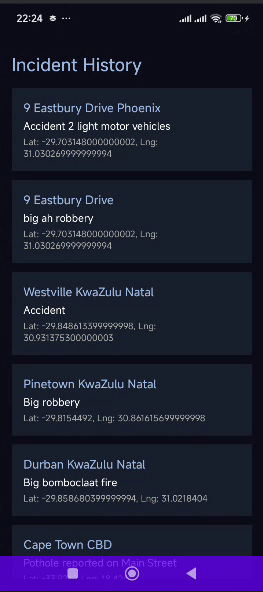 22:24
70
Incident History
9 Eastbury Drive Phoenix
Accident 2 light motor vehicles
Lat: -29.703148000000002, Lng:
31.030269999999994
9 Eastbury Drive
big ah robbery
Lat: -29.703148000000002, Lng:
31.030269999999994
Westville KwaZulu Natal
Accident
Lat: -29.848613399999998, Lng:
30.931375300000003
Pinetown KwaZulu Natal
Big robbery
Lat: -29.8154492, Lng: 30.861615699999998
Durban KwaZulu Natal
Big bomboclaat fire
Lat: -29.858680399999994, Lng: 31.0218404
Cape Town CBD
Pothole reported on Main Street